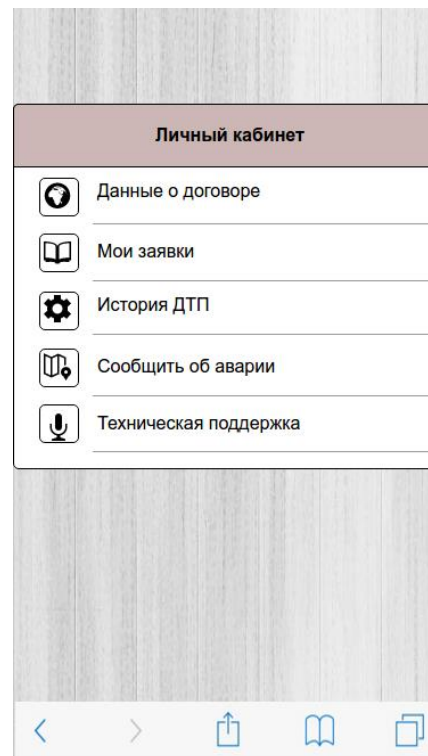 Личный кабинет
Данные о договоре
Мои заявки
История ДТП
Сообщить об аварии
Техническая поддержка